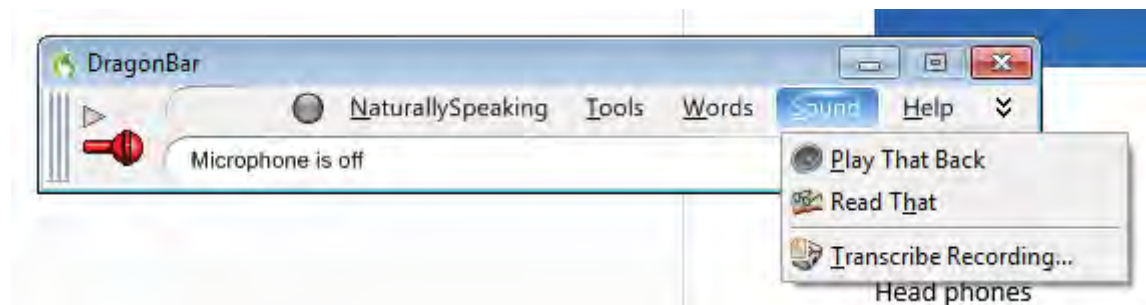 DragonBar
NaturallySpeaking Tools Words Sound Help
Microphone is off
Play That Back
Read That
Transcribe Recording...
Head phones